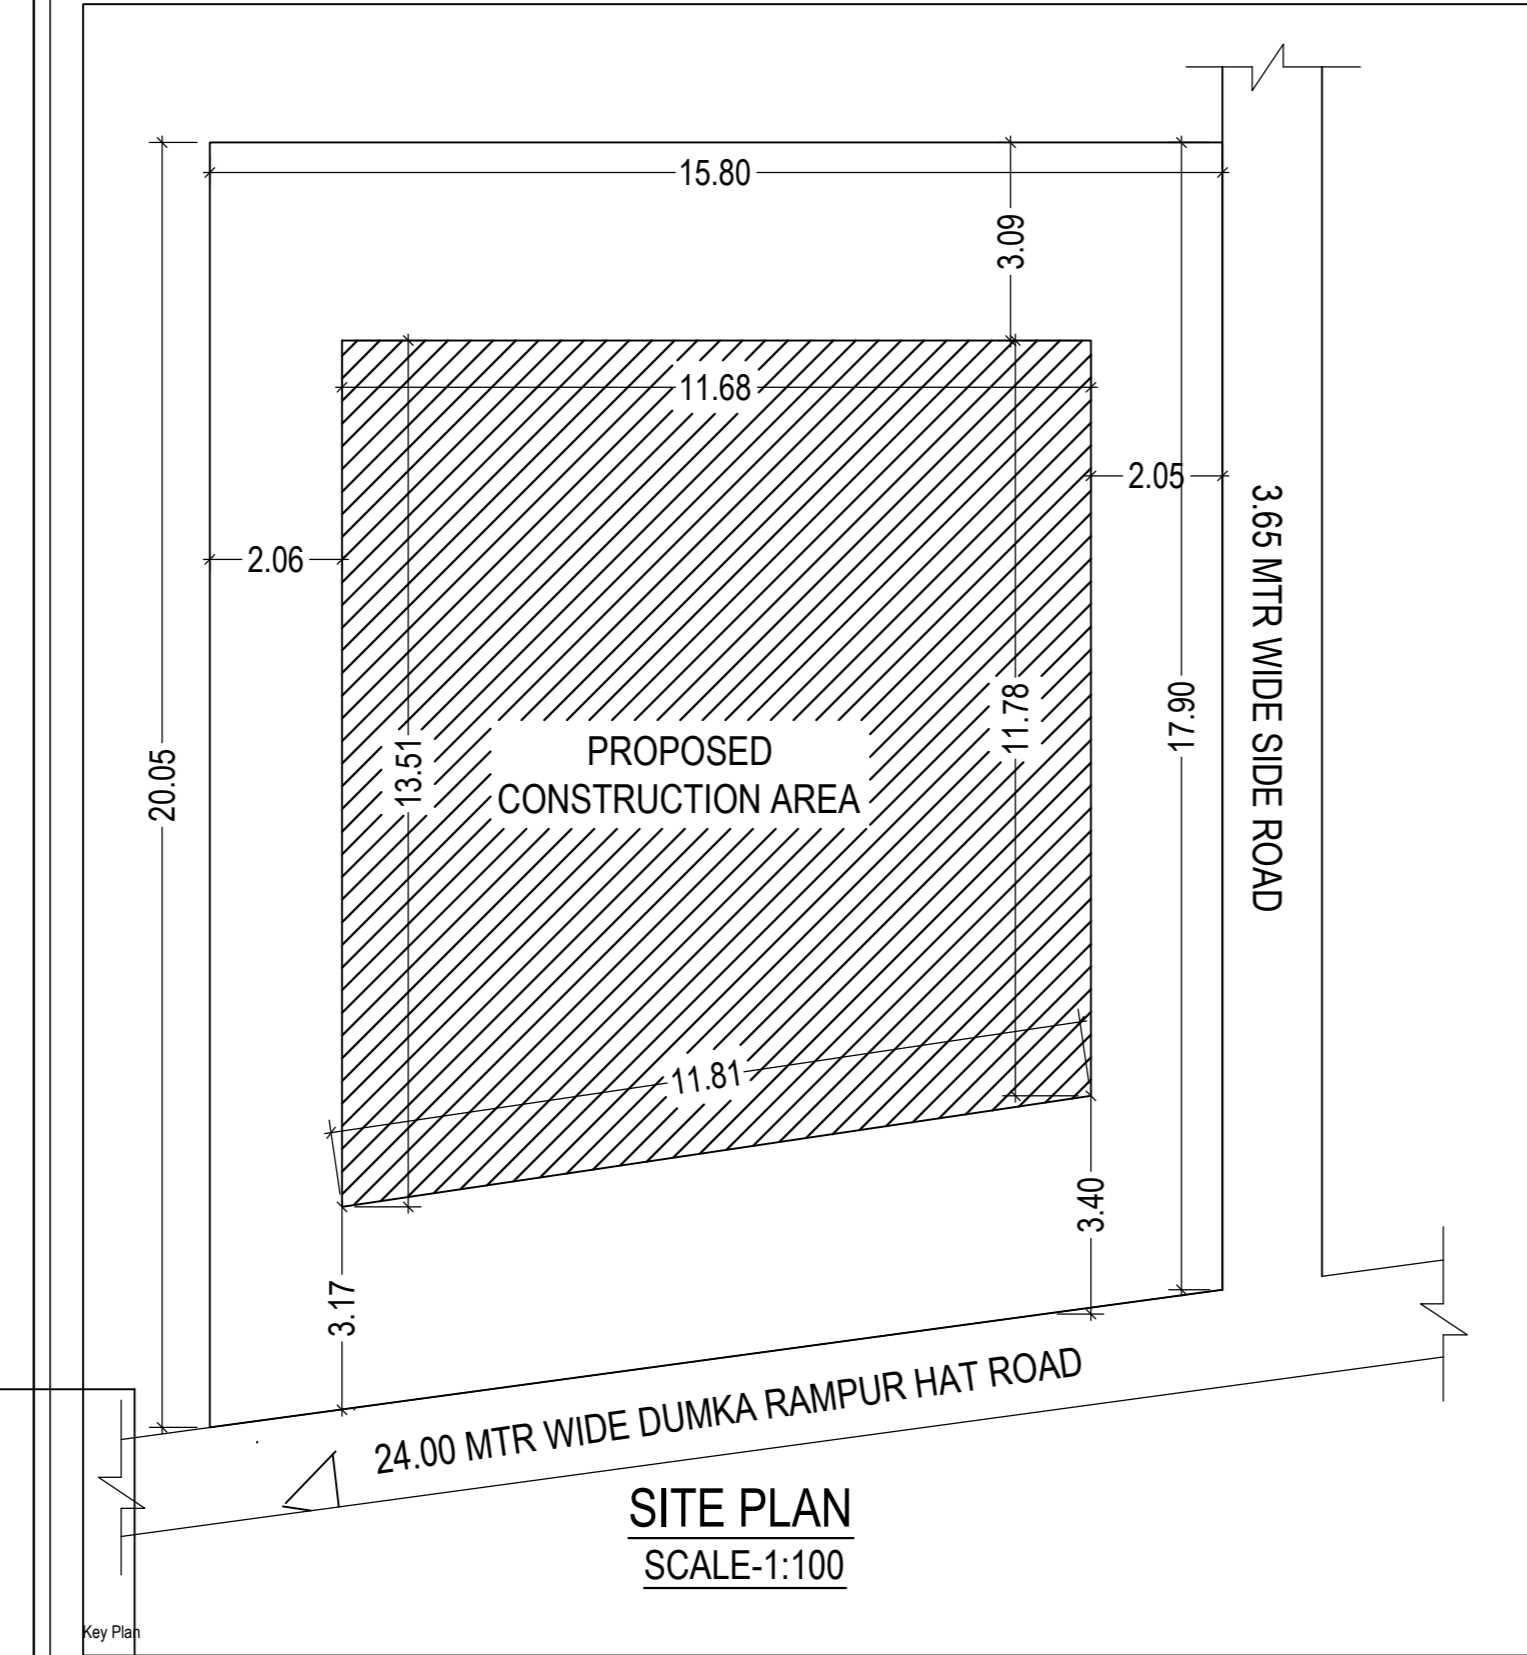 15.80
3.09
11.68
2.05
2.06
3.65 MTR WIDE SIDE ROAD
11.78
17.90
13.51
20.05
PROPOSED
CONSTRUCTION AREA
11.81
3.40
3.17
24.00 MTR WIDE DUMKA RAMPUR HAT ROAD
SITE PLAN
SCALE-1:100
Key Plan